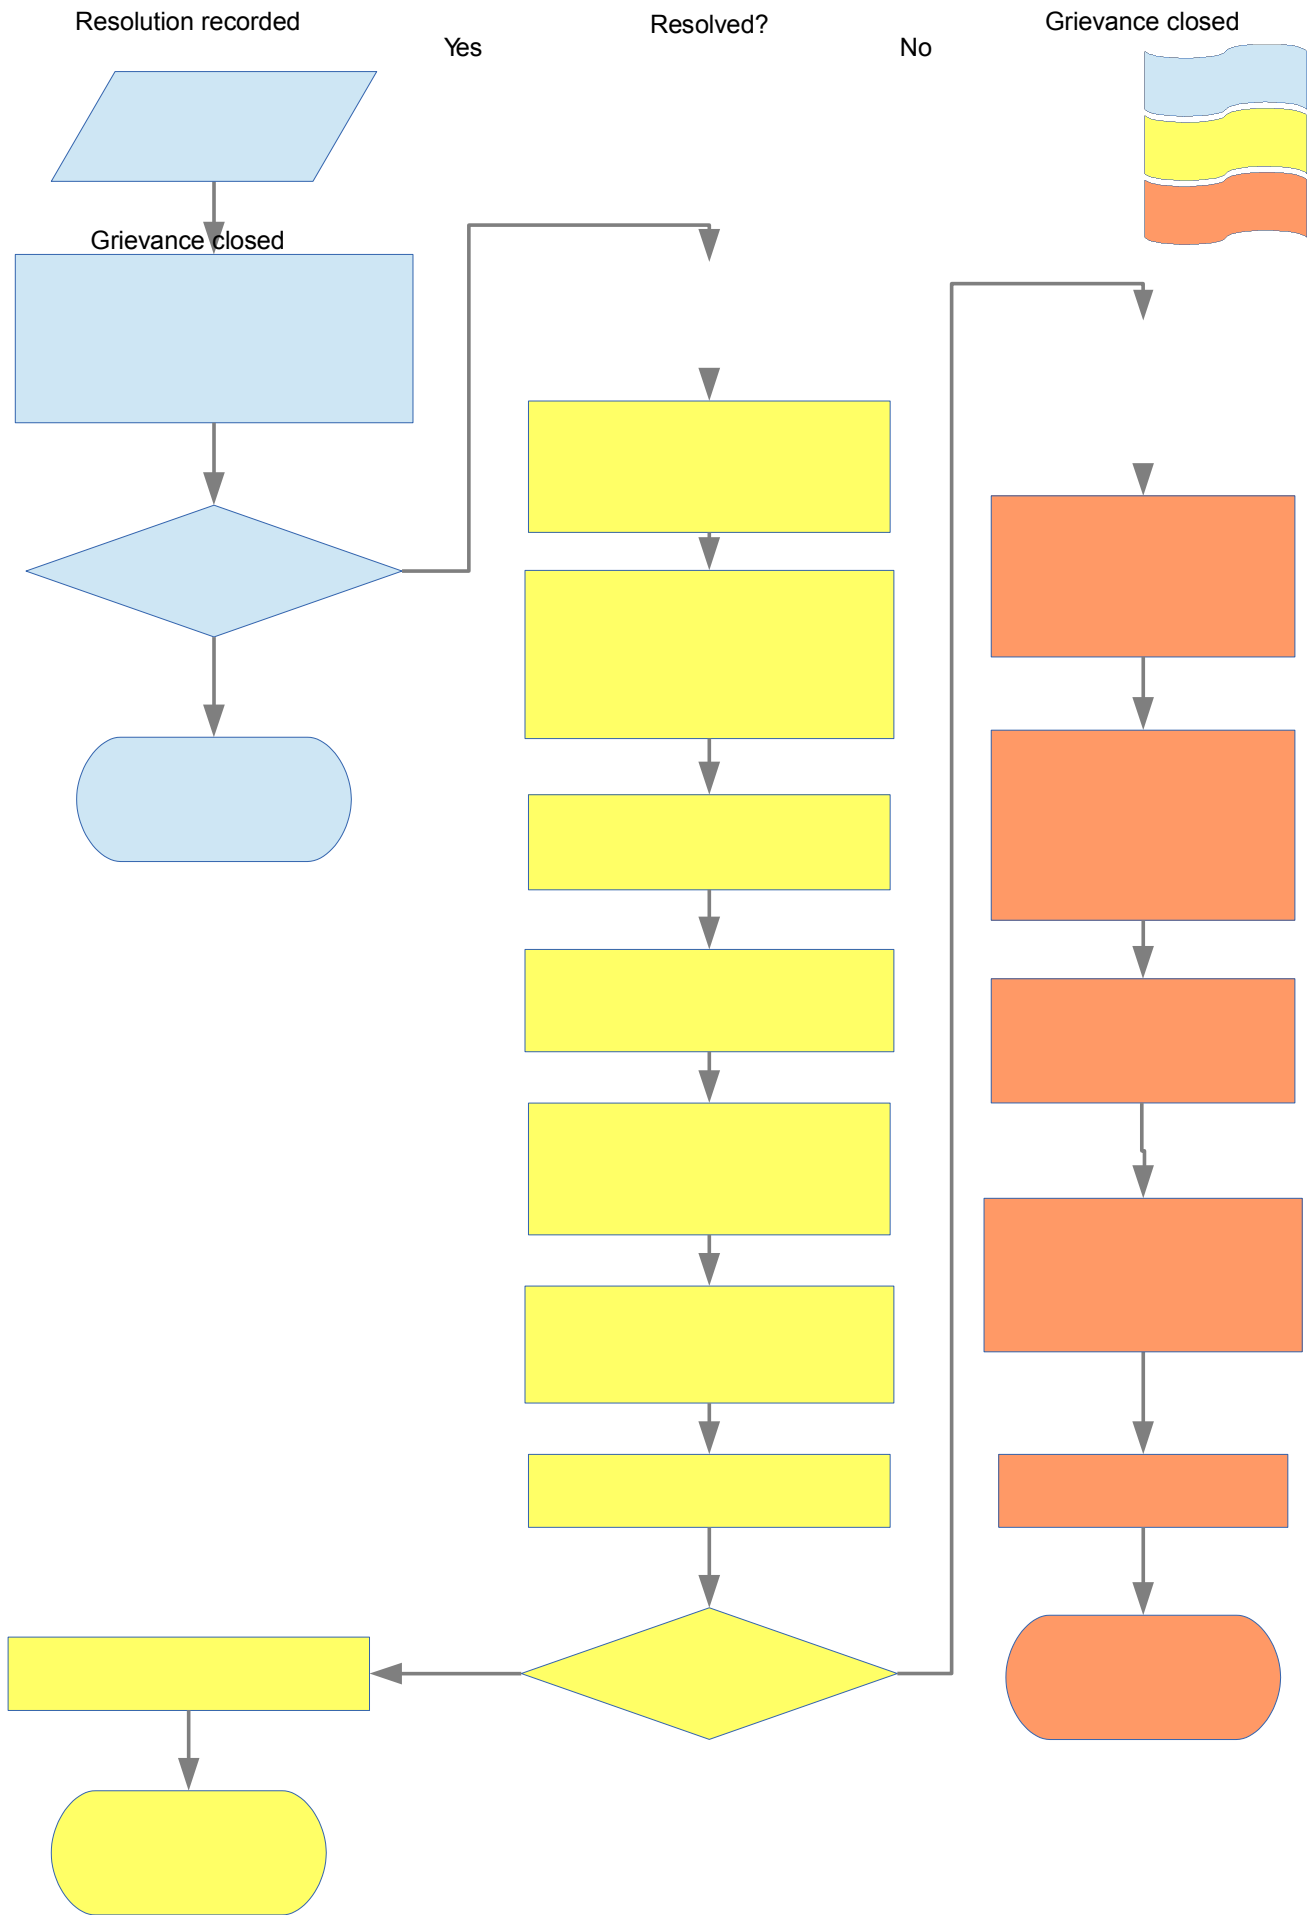 Resolution recorded
Yes
Resolved?
No
Grievance closed
Grievance closed